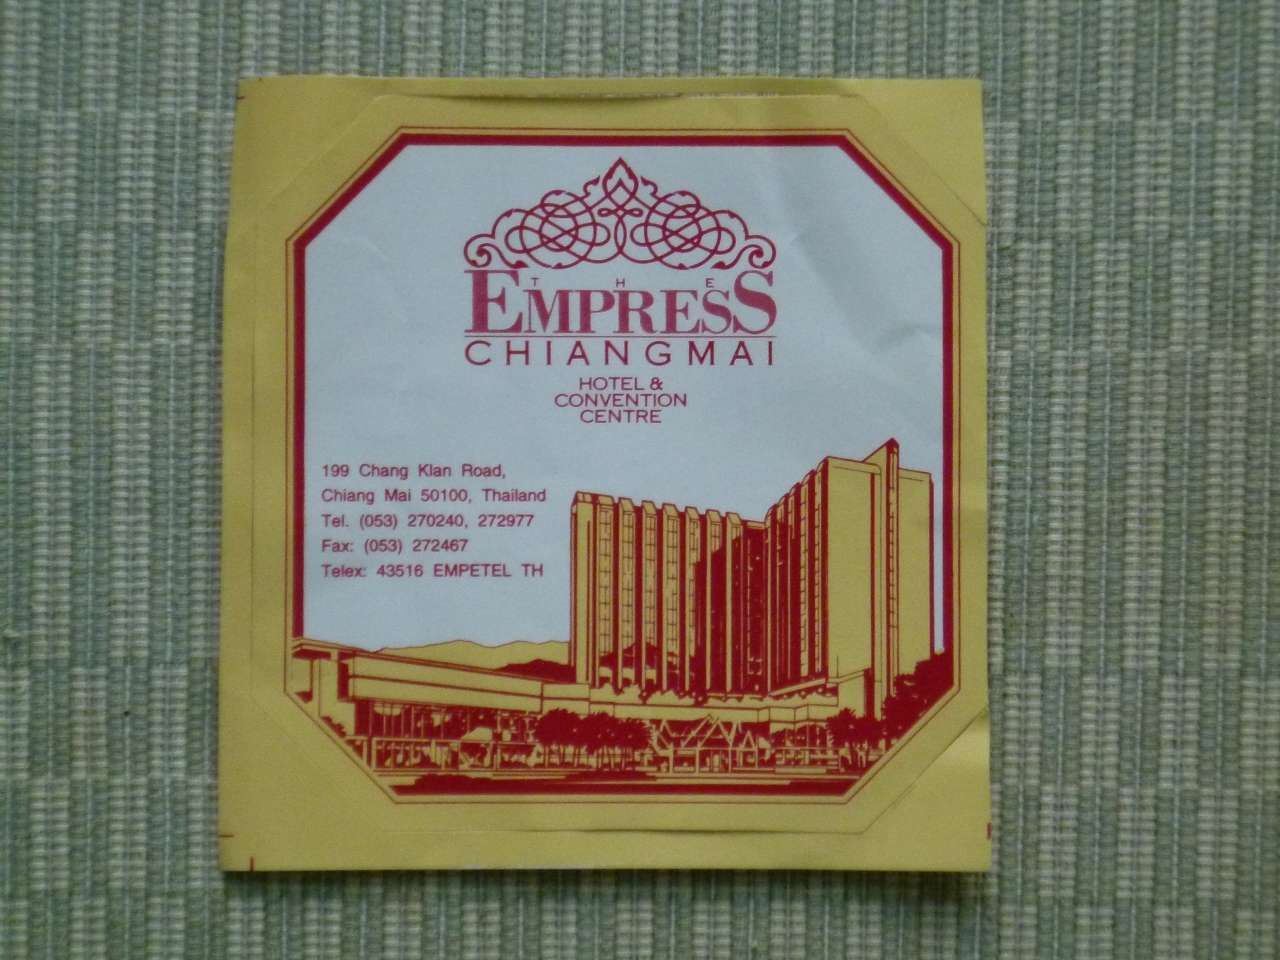 THE
EMPRESS
CHIANGMAI
HOTEL &
CONVENTION
CENTRE
199 Chang Klan Road,
Chiang Mai 50100, Thailand
Tel. (053) 270240, 272977
Fax: (053) 272467
Telex: 43516 EMPETEL TH